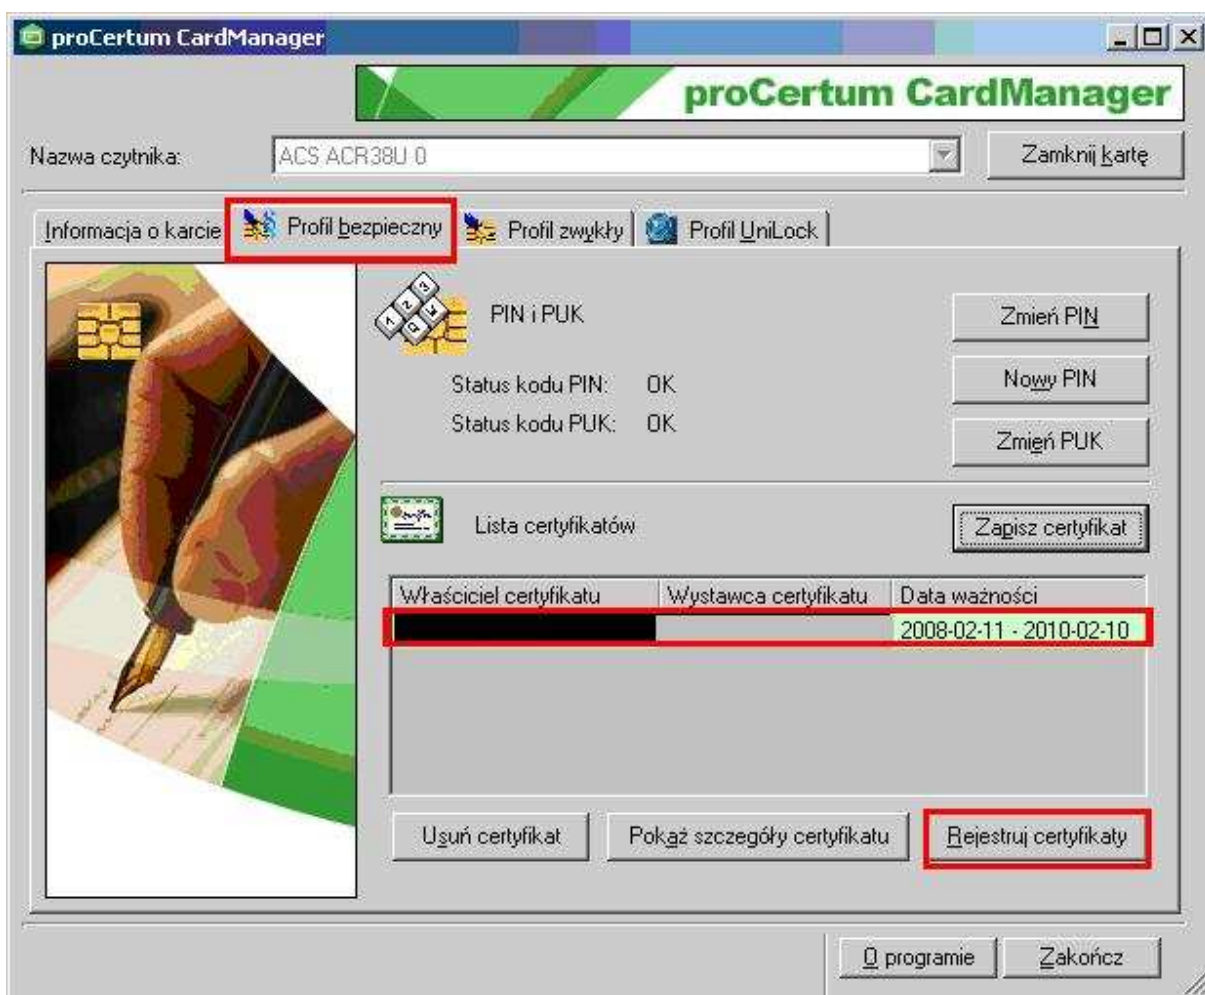 proCertum CardManager
proCertum CardManager
Nazwa czytnika: ACS ACR38U 0 Zamknij kartę
Informacja o karcie Profil bezpieczny Profil zwykły Profil UniLock
PIN i PUK Zmień PIN
Status kodu PIN: OK Nowy PIN
Status kodu PUK: OK Zmień PUK
Lista certyfikatów Zapisz certyfikat
Właściciel certyfikatu Wystawca certyfikatu Data ważności
2008-02-11 - 2010-02-10
Usuń certyfikat Pokaż szczegóły certyfikatu Rejestruj certyfikaty
O programie Zakończ